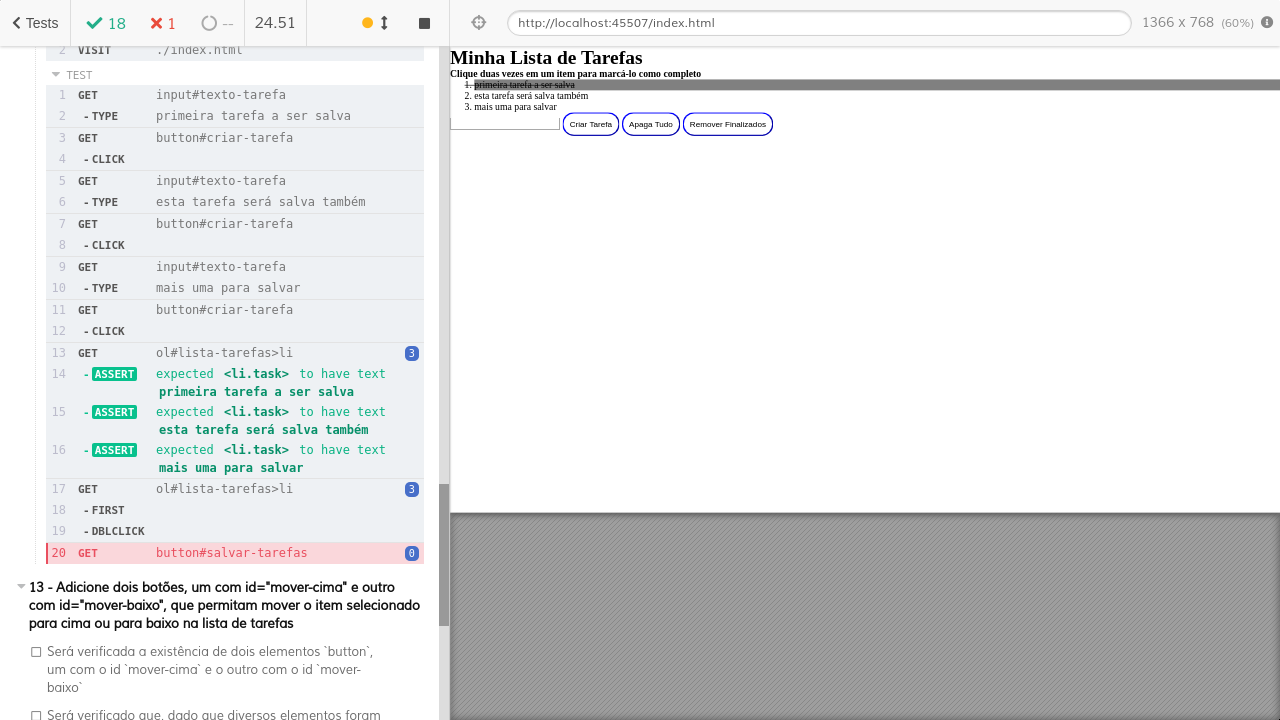 Tests 18 1 -- 24.51 http://localhost:45507/index.html 1366 x 768 (60%)
2 VISIT ./index.html
TEST
1 GET input#texto-tarefa
2 -TYPE primeira tarefa a ser salva
3 GET button#criar-tarefa
4 -CLICK
5 GET input#texto-tarefa
6 -TYPE esta tarefa será salva também
7 GET button#criar-tarefa
8 -CLICK
9 GET input#texto-tarefa
10 -TYPE mais uma para salvar
11 GET button#criar-tarefa
12 -CLICK
13 GET ol#lista-tarefas>li 3
14 -ASSERT expected <li.task> to have text
primeira tarefa a ser salva
15 -ASSERT expected <li.task> to have text
esta tarefa será salva também
16 -ASSERT expected <li.task> to have text
mais uma para salvar
17 GET ol#lista-tarefas>li 3
18 -FIRST
19 -DBLCLICK
20 GET button#salvar-tarefas 0
13 - Adicione dois botões, um com id="mover-cima" e outro
com id="mover-baixo", que permitam mover o item selecionado
para cima ou para baixo na lista de tarefas
Será verificada a existência de dois elementos `button`,
um com o id `mover-cima` e o outro com o id `mover-
baixo`
Será verificado que, dado que diversos elementos foram
Minha Lista de Tarefas
Clique duas vezes em um item para marcá-lo como completo
1. primeira tarefa a ser salva
2. esta tarefa será salva também
3. mais uma para salvar
Criar Tarefa Apaga Tudo Remover Finalizados